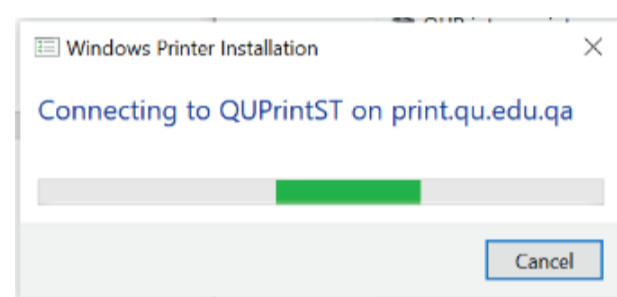 Windows Printer Installation
Connecting to QUPrintST on print.qu.edu.qa
Cancel